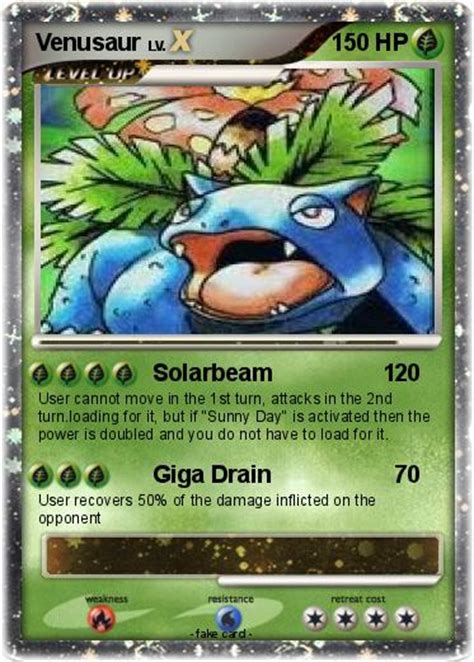 Venusaur LV. X 150 HP
LEVEL UP
Solarbeam 120
User cannot move in the 1st turn, attacks in the 2nd
turn.loading for it, but if "Sunny Day" is activated then the
power is doubled and you do not have to load for it.
Giga Drain 70
User recovers 50% of the damage inflicted on the
opponent
weakness resistance retreat cost
- fake card -